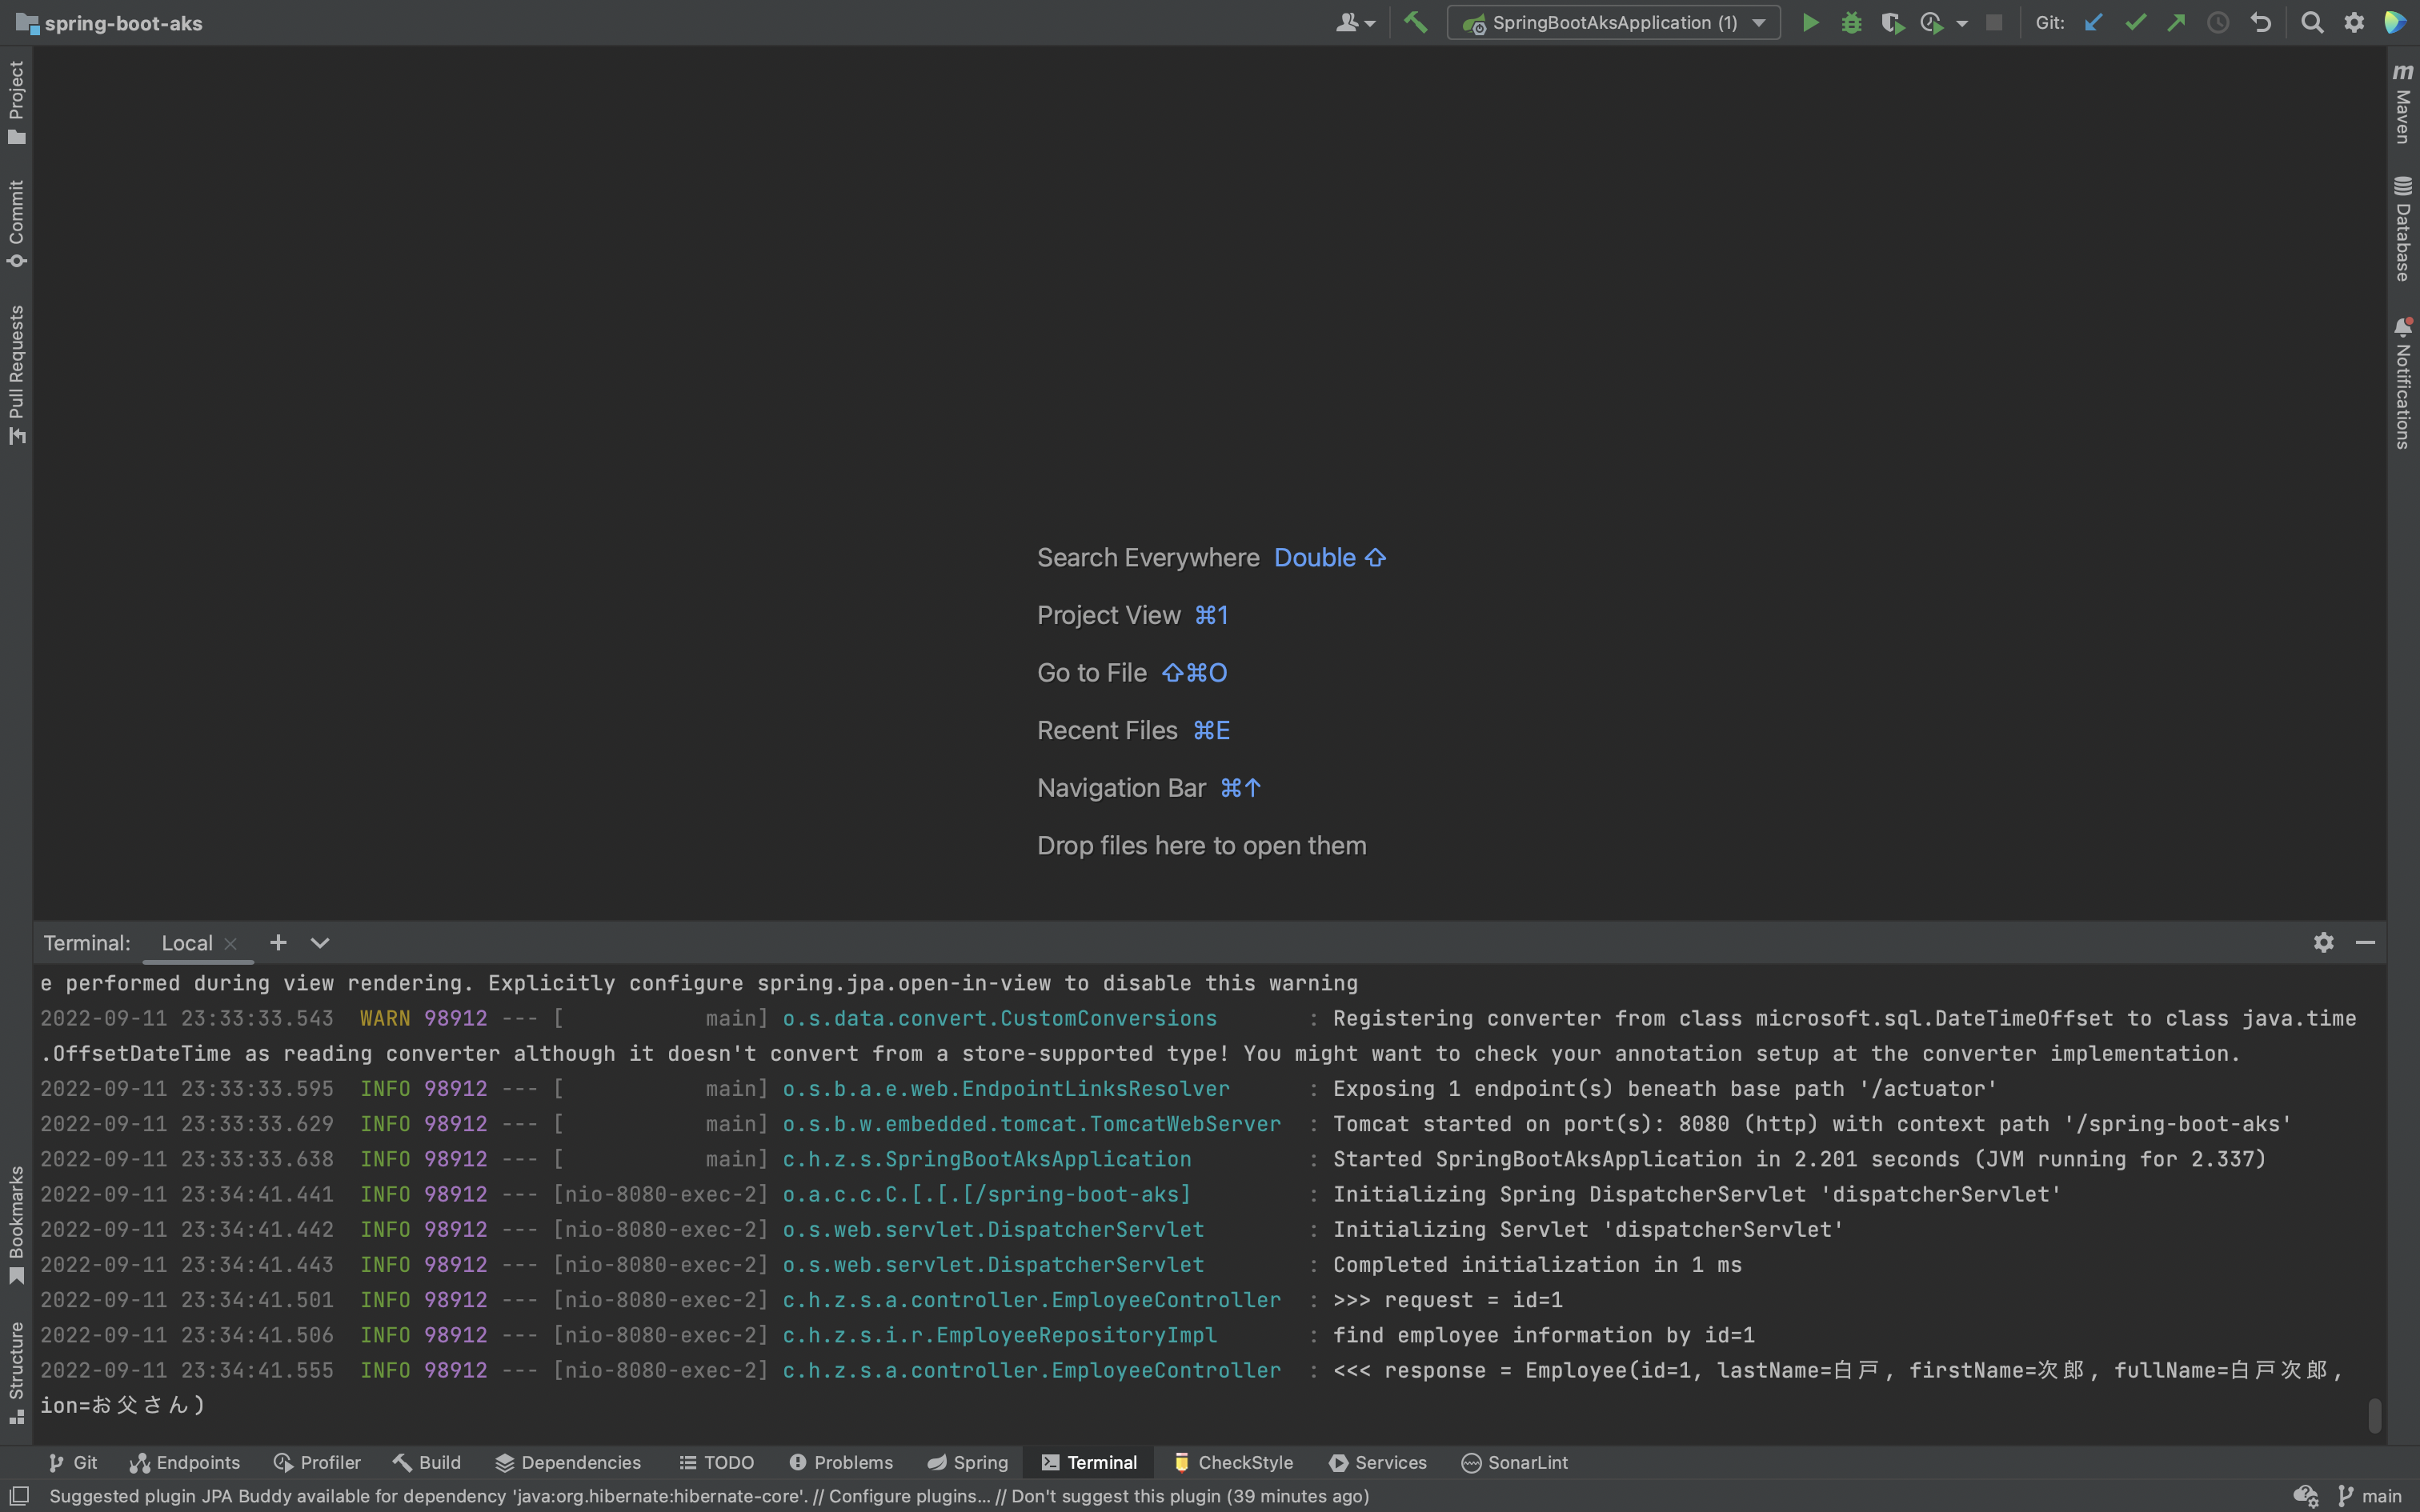 spring-boot-aks
SpringBootAksApplication (1)
Git:
Project
Commit
Pull Requests
Bookmarks
Structure
m
Maven
Database
Notifications
Search Everywhere Double ⇧
Project View ⌘1
Go to File ⇧⌘O
Recent Files ⌘E
Navigation Bar ⌘↑
Drop files here to open them
Terminal: Local × +
e performed during view rendering. Explicitly configure spring.jpa.open-in-view to disable this warning
2022-09-11 23:33:33.543  WARN 98912 --- [           main] o.s.data.convert.CustomConversions       : Registering converter from class microsoft.sql.DateTimeOffset to class java.time
.OffsetDateTime as reading converter although it doesn't convert from a store-supported type! You might want to check your annotation setup at the converter implementation.
2022-09-11 23:33:33.595  INFO 98912 --- [           main] o.s.b.a.e.web.EndpointLinksResolver      : Exposing 1 endpoint(s) beneath base path '/actuator'
2022-09-11 23:33:33.629  INFO 98912 --- [           main] o.s.b.w.embedded.tomcat.TomcatWebServer  : Tomcat started on port(s): 8080 (http) with context path '/spring-boot-aks'
2022-09-11 23:33:33.638  INFO 98912 --- [           main] c.h.z.s.SpringBootAksApplication         : Started SpringBootAksApplication in 2.201 seconds (JVM running for 2.337)
2022-09-11 23:34:41.441  INFO 98912 --- [nio-8080-exec-2] o.a.c.c.C.[.[.[/spring-boot-aks]         : Initializing Spring DispatcherServlet 'dispatcherServlet'
2022-09-11 23:34:41.442  INFO 98912 --- [nio-8080-exec-2] o.s.web.servlet.DispatcherServlet        : Initializing Servlet 'dispatcherServlet'
2022-09-11 23:34:41.443  INFO 98912 --- [nio-8080-exec-2] o.s.web.servlet.DispatcherServlet        : Completed initialization in 1 ms
2022-09-11 23:34:41.501  INFO 98912 --- [nio-8080-exec-2] c.h.z.s.a.controller.EmployeeController  : >>> request = id=1
2022-09-11 23:34:41.506  INFO 98912 --- [nio-8080-exec-2] c.h.z.s.i.r.EmployeeRepositoryImpl       : find employee information by id=1
2022-09-11 23:34:41.555  INFO 98912 --- [nio-8080-exec-2] c.h.z.s.a.controller.EmployeeController  : <<< response = Employee(id=1, lastName=白戸, firstName=次郎, fullName=白戸次郎,
ion=お父さん)
Git Endpoints Profiler Build Dependencies TODO Problems Spring Terminal CheckStyle Services SonarLint
Suggested plugin JPA Buddy available for dependency 'java:org.hibernate:hibernate-core'. // Configure plugins... // Don't suggest this plugin (39 minutes ago)
main